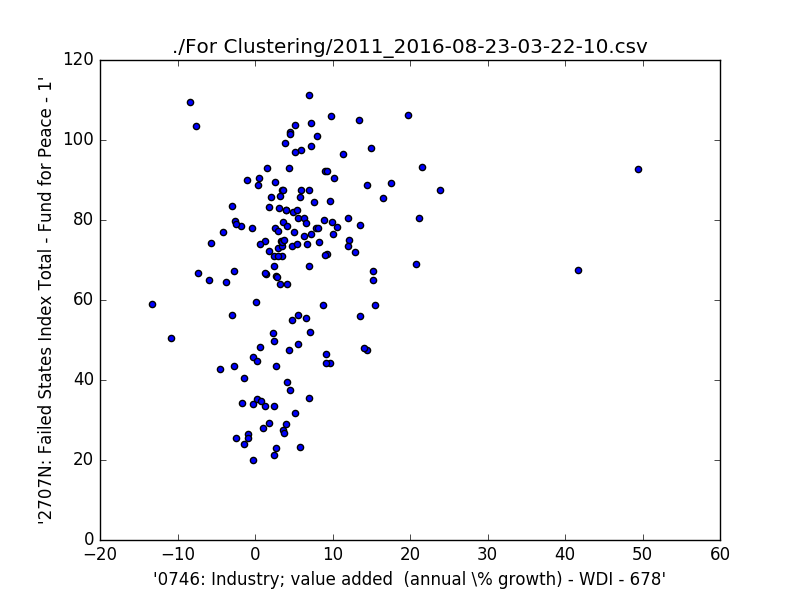 ./For Clustering/2011_2016-08-23-03-22-10.csv
'2707N: Failed States Index Total - Fund for Peace - 1'
120
100
80
60
40
20
0
−20 −10 0 10 20 30 40 50 60
'0746: Industry; value added  (annual \% growth) - WDI - 678'